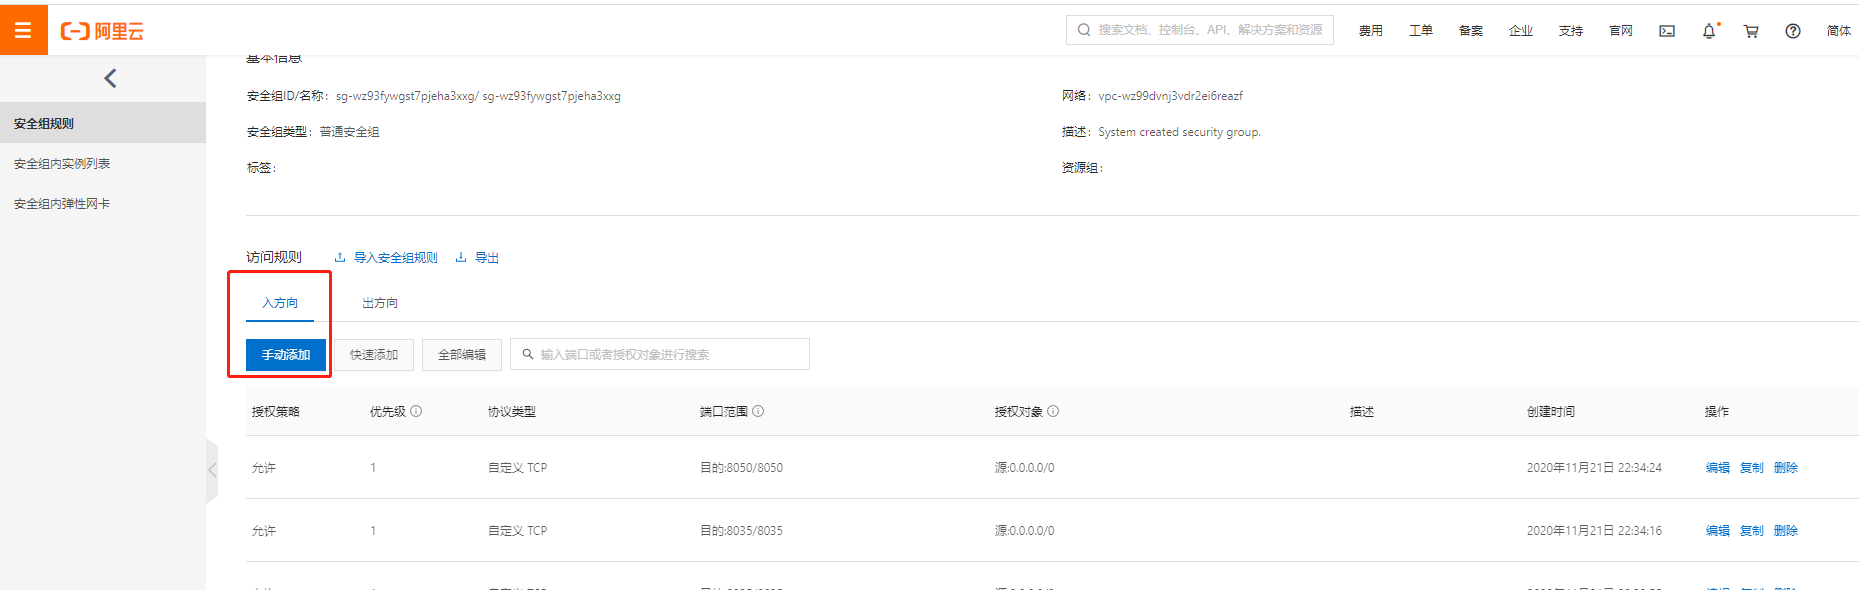 阿里云
搜索文档、控制台、API、解决方案和资源 费用 工单 备案 企业 支持 官网 简体
基本信息
安全组规则
安全组内实例列表
安全组内弹性网卡
安全组ID/名称： sg-wz93fywgst7pjeha3xxg/ sg-wz93fywgst7pjeha3xxg 网络： vpc-wz99dvnj3vdr2ei6reazf
安全组类型： 普通安全组 描述： System created security group.
标签： 资源组：
访问规则 导入安全组规则 导出
入方向 出方向
手动添加 快速添加 全部编辑 输入端口或者授权对象进行搜索
授权策略 优先级 协议类型 端口范围 授权对象 描述 创建时间 操作
允许 1 自定义 TCP 目的:8050/8050 源:0.0.0.0/0 2020年11月21日 22:34:24 编辑 复制 删除
允许 1 自定义 TCP 目的:8035/8035 源:0.0.0.0/0 2020年11月21日 22:34:16 编辑 复制 删除